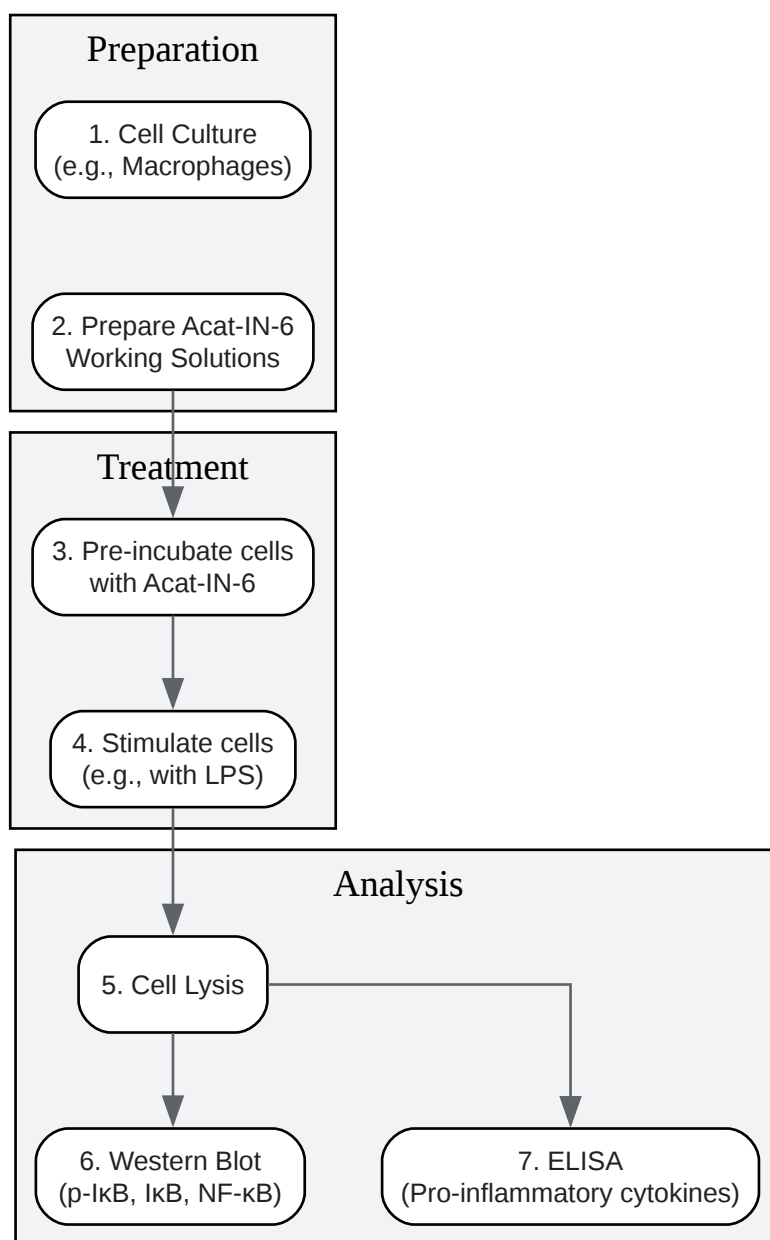 Preparation
1. Cell Culture
(e.g., Macrophages)
2. Prepare Acat-IN-6
Working Solutions
Treatment
3. Pre-incubate cells
with Acat-IN-6
4. Stimulate cells
(e.g., with LPS)
Analysis
5. Cell Lysis
6. Western Blot
(p-IκB, IκB, NF-κB)
7. ELISA
(Pro-inflammatory cytokines)